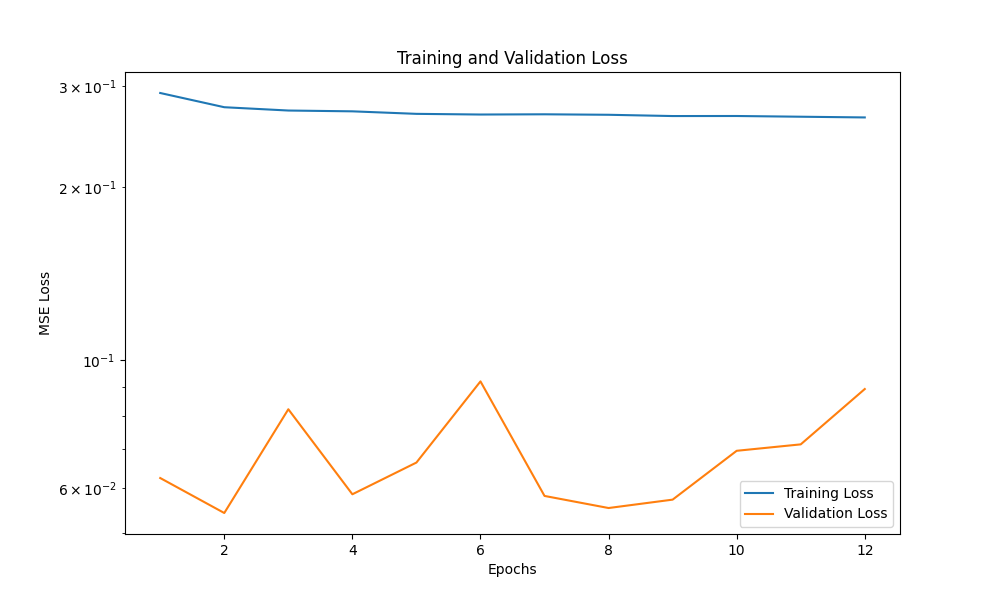 Training and Validation Loss
3 × 10⁻¹
2 × 10⁻¹
10⁻¹
6 × 10⁻²
MSE Loss
2 4 6 8 10 12
Epochs
Training Loss
Validation Loss